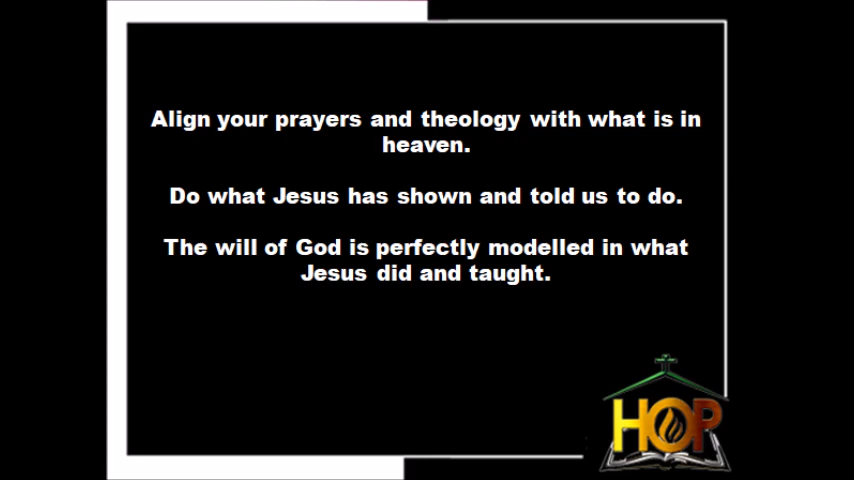 Align your prayers and theology with what is in
heaven.
Do what Jesus has shown and told us to do.
The will of God is perfectly modelled in what
Jesus did and taught.
HOP